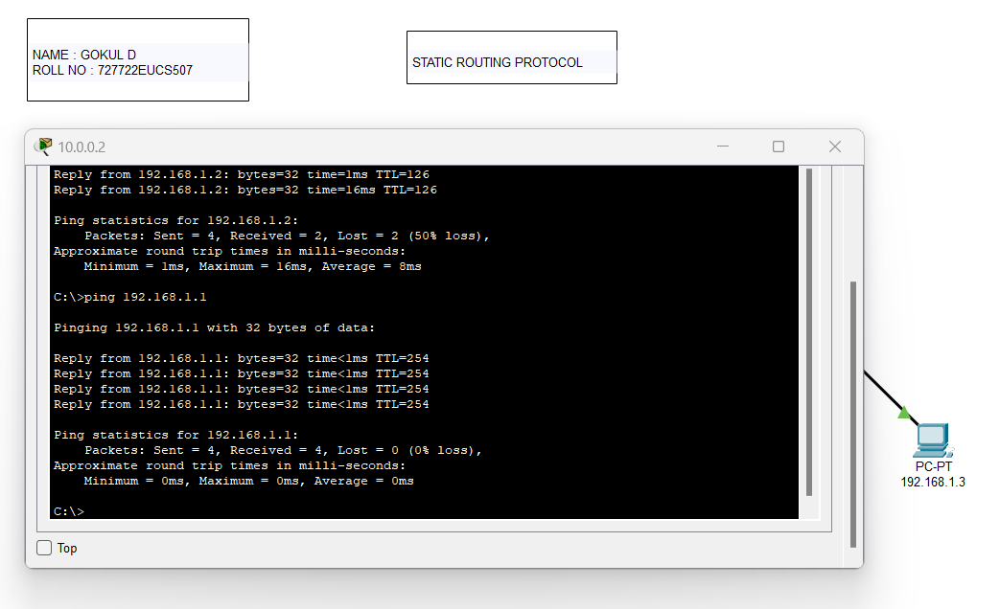 NAME : GOKUL D
ROLL NO : 727722EUCS507
STATIC ROUTING PROTOCOL
10.0.0.2
Reply from 192.168.1.2: bytes=32 time=1ms TTL=126
Reply from 192.168.1.2: bytes=32 time=16ms TTL=126
Ping statistics for 192.168.1.2:
Packets: Sent = 4, Received = 2, Lost = 2 (50% loss),
Approximate round trip times in milli-seconds:
Minimum = 1ms, Maximum = 16ms, Average = 8ms
C:\>ping 192.168.1.1
Pinging 192.168.1.1 with 32 bytes of data:
Reply from 192.168.1.1: bytes=32 time<1ms TTL=254
Reply from 192.168.1.1: bytes=32 time<1ms TTL=254
Reply from 192.168.1.1: bytes=32 time<1ms TTL=254
Reply from 192.168.1.1: bytes=32 time<1ms TTL=254
Ping statistics for 192.168.1.1:
Packets: Sent = 4, Received = 4, Lost = 0 (0% loss),
Approximate round trip times in milli-seconds:
Minimum = 0ms, Maximum = 0ms, Average = 0ms
C:\>
Top
PC-PT
192.168.1.3